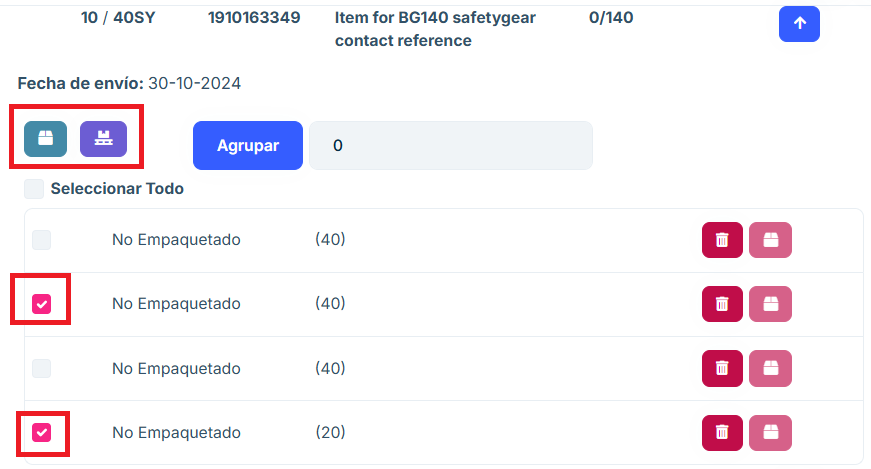 10 / 40SY 1910163349 Item for BG140 safetygear 0/140
contact reference
Fecha de envío: 30-10-2024
Agrupar 0
Seleccionar Todo
No Empaquetado (40)
No Empaquetado (40)
No Empaquetado (40)
No Empaquetado (20)